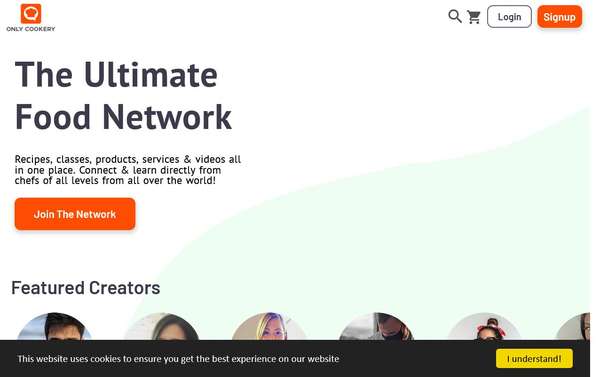 ONLY COOKERY
Login
Signup
The Ultimate
Food Network
Recipes, classes, products, services & videos all
in one place. Connect & learn directly from
chefs of all levels from all over the world!
Join The Network
Featured Creators
This website uses cookies to ensure you get the best experience on our website
I understand!